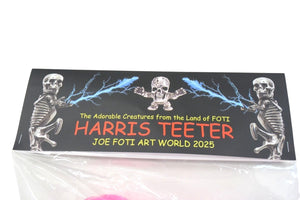 The Adorable Creatures from the Land of FOTI
HARRIS TEETER
JOE FOTI ART WORLD 2025